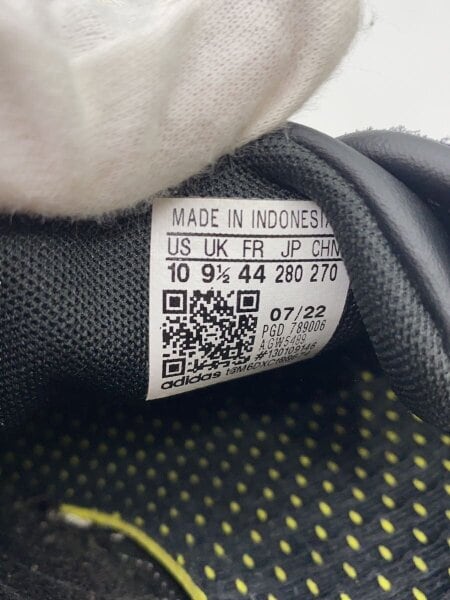 MADE IN INDONESIA
US UK FR JP CHN
10 9½ 44 280 270
07/22
PGD 789006
#130109146
adidas